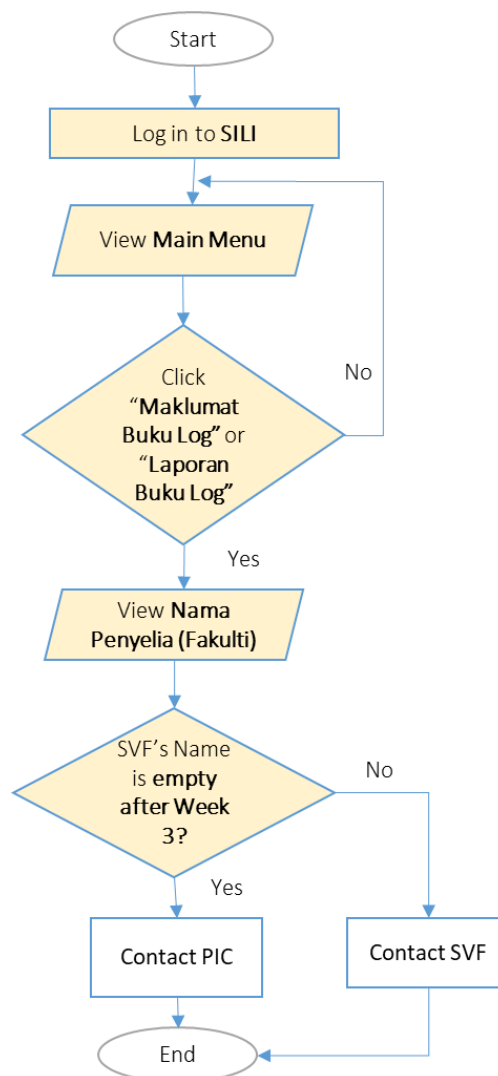 Start
Log in to SILI
View Main Menu
Click
“Maklumat
Buku Log” or
“Laporan
Buku Log”
No
Yes
View Nama
Penyelia (Fakulti)
SVF’s Name
is empty
after Week
3?
No
Yes
Contact PIC
Contact SVF
End